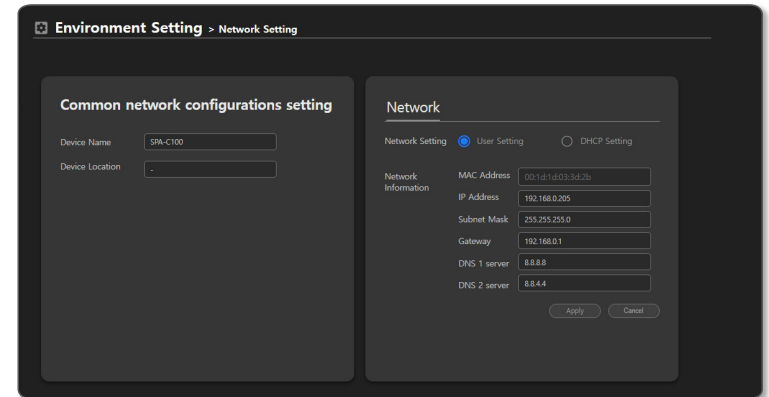 Environment Setting > Network Setting
Common network configurations setting
Device Name SPA-C100
Device Location -
Network
Network Setting User Setting DHCP Setting
Network Information
MAC Address 00:1d:1d:03:3d:2b
IP Address 192.168.0.205
Subnet Mask 255.255.255.0
Gateway 192.168.0.1
DNS 1 server 8.8.8.8
DNS 2 server 8.8.4.4
Apply Cancel